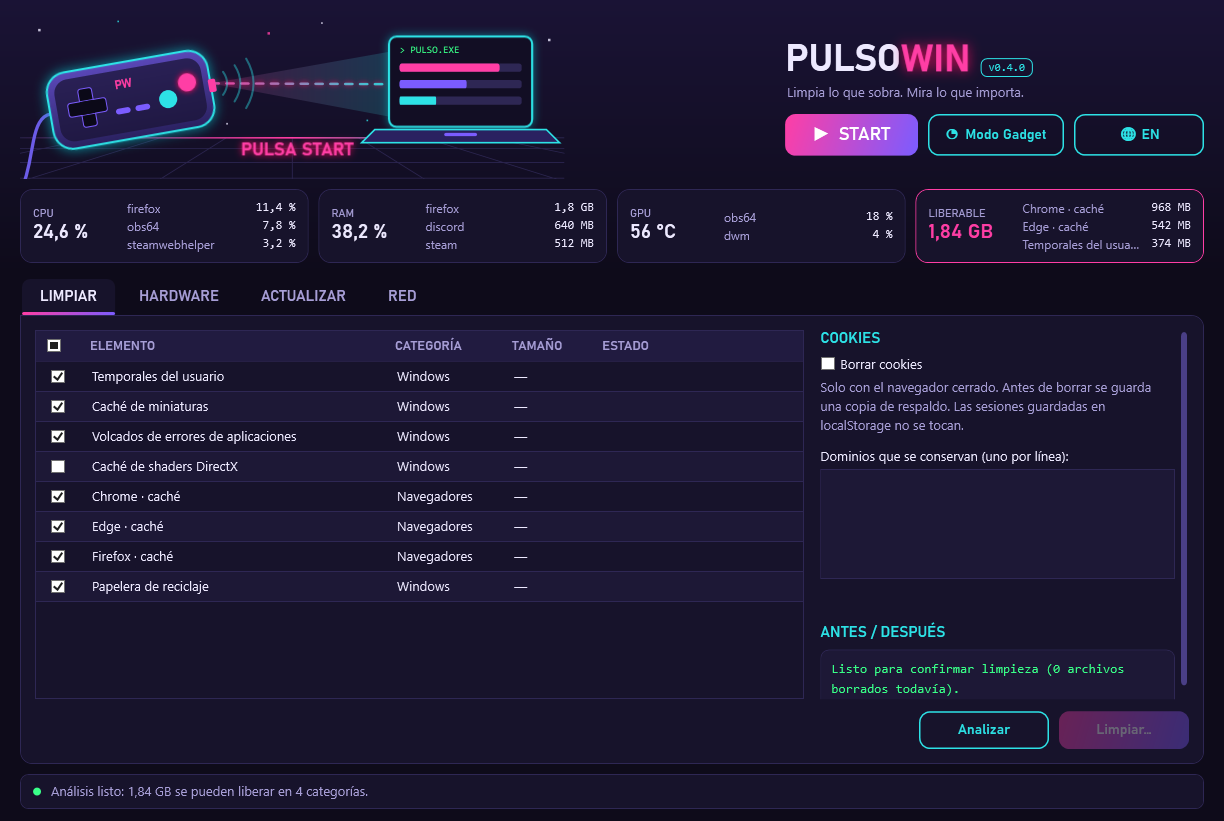 PW
> PULSO.EXE
PULSA START
PULSOWIN v0.4.0
Limpia lo que sobra. Mira lo que importa.
START
Modo Gadget
EN
CPU
24,6 %
firefox 11,4 %
obs64 7,8 %
steamwebhelper 3,2 %
RAM
38,2 %
firefox 1,8 GB
discord 640 MB
steam 512 MB
GPU
56 °C
obs64 18 %
dwm 4 %
LIBERABLE
1,84 GB
Chrome · caché 968 MB
Edge · caché 542 MB
Temporales del usua... 374 MB
LIMPIAR HARDWARE ACTUALIZAR RED
ELEMENTO CATEGORÍA TAMAÑO ESTADO
Temporales del usuario Windows —
Caché de miniaturas Windows —
Volcados de errores de aplicaciones Windows —
Caché de shaders DirectX Windows —
Chrome · caché Navegadores —
Edge · caché Navegadores —
Firefox · caché Navegadores —
Papelera de reciclaje Windows —
COOKIES
Borrar cookies
Solo con el navegador cerrado. Antes de borrar se guarda
una copia de respaldo. Las sesiones guardadas en
localStorage no se tocan.
Dominios que se conservan (uno por línea):
ANTES / DESPUÉS
Listo para confirmar limpieza (0 archivos
borrados todavía).
Analizar
Limpiar...
Análisis listo: 1,84 GB se pueden liberar en 4 categorías.